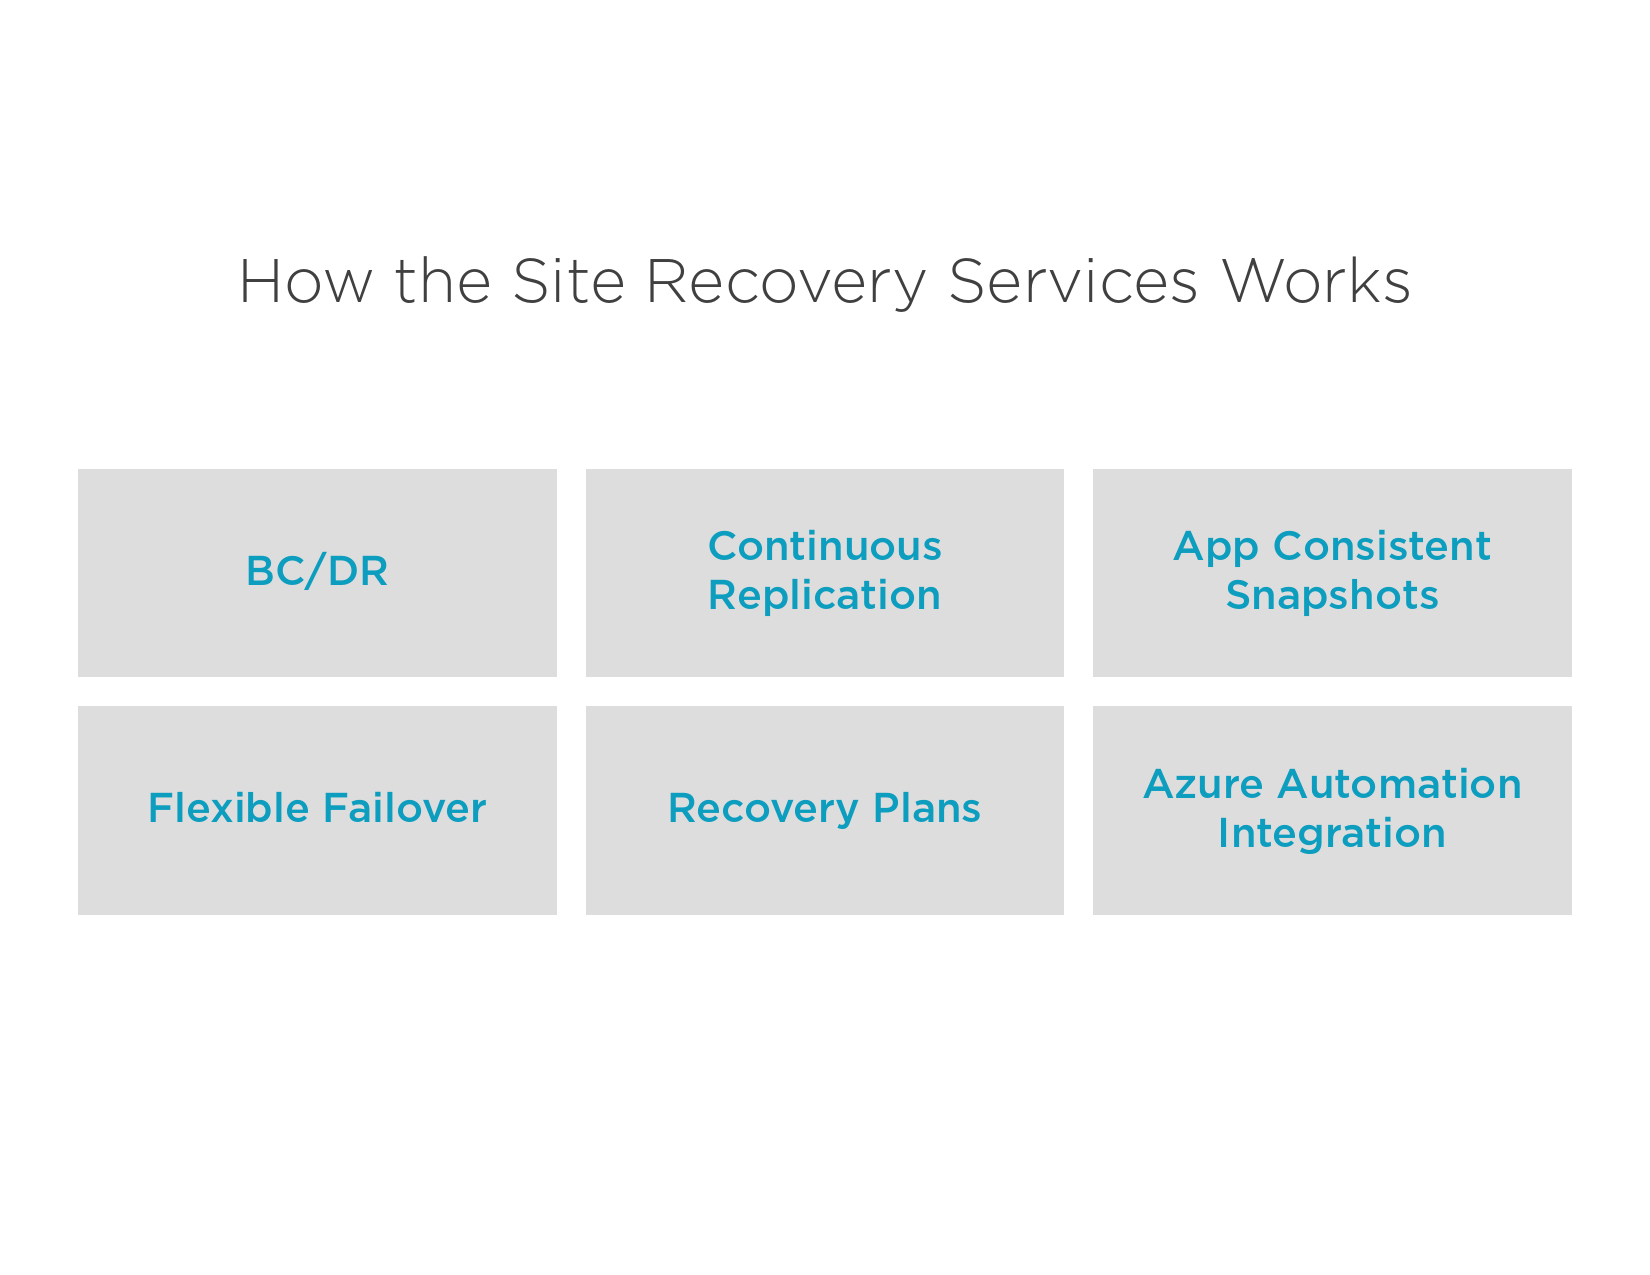 How the Site Recovery Services Works
BC/DR
Continuous
Replication
App Consistent
Snapshots
Flexible Failover
Recovery Plans
Azure Automation
Integration